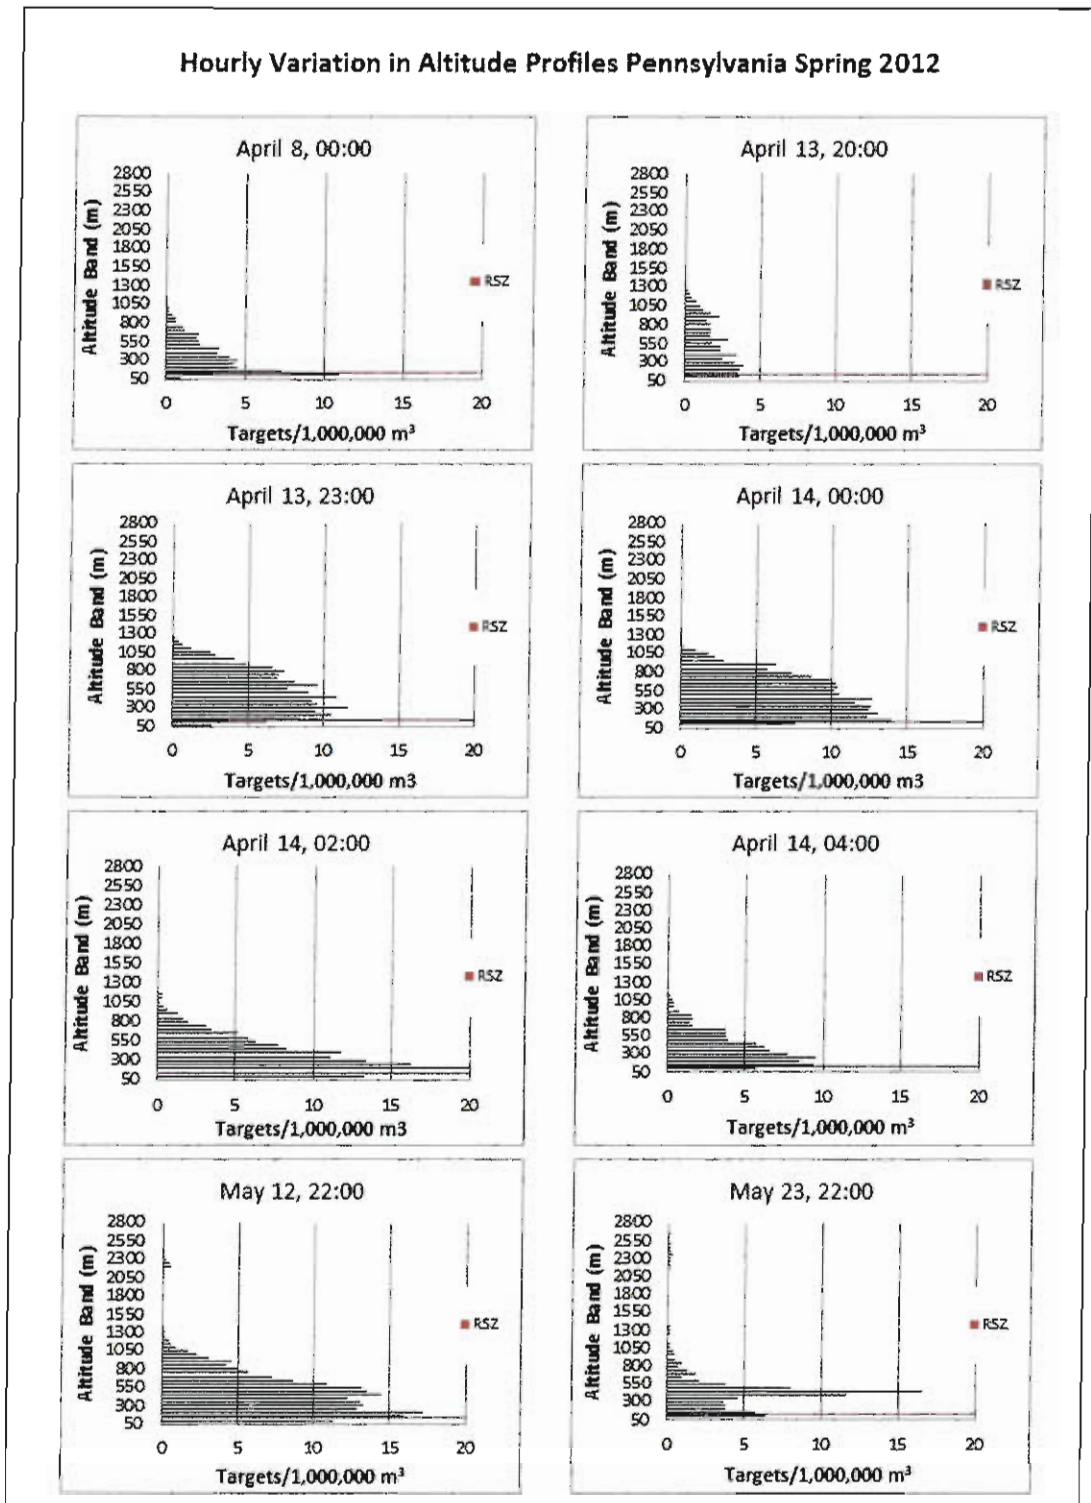 Hourly Variation in Altitude Profiles Pennsylvania Spring 2012
April 8, 00:00
Altitude Band (m)
2800
2550
2300
2050
1800
1550
1300
1050
800
550
300
50
0 5 10 15 20
Targets/1,000,000 m³
RSZ
April 13, 20:00
Altitude Band (m)
2800
2550
2300
2050
1800
1550
1300
1050
800
550
300
50
0 5 10 15 20
Targets/1,000,000 m³
RSZ
April 13, 23:00
Altitude Band (m)
2800
2550
2300
2050
1800
1550
1300
1050
800
550
300
50
0 5 10 15 20
Targets/1,000,000 m3
RSZ
April 14, 00:00
Altitude Band (m)
2800
2550
2300
2050
1800
1550
1300
1050
800
550
300
50
0 5 10 15 20
Targets/1,000,000 m3
RSZ
April 14, 02:00
Altitude Band (m)
2800
2550
2300
2050
1800
1550
1300
1050
800
550
300
50
0 5 10 15 20
Targets/1,000,000 m3
RSZ
April 14, 04:00
Altitude Band (m)
2800
2550
2300
2050
1800
1550
1300
1050
800
550
300
50
0 5 10 15 20
Targets/1,000,000 m³
RSZ
May 12, 22:00
Altitude Band (m)
2800
2550
2300
2050
1800
1550
1300
1050
800
550
300
50
0 5 10 15 20
Targets/1,000,000 m³
RSZ
May 23, 22:00
Altitude Band (m)
2800
2550
2300
2050
1800
1550
1300
1050
800
550
300
50
0 5 10 15 20
Targets/1,000,000 m³
RSZ